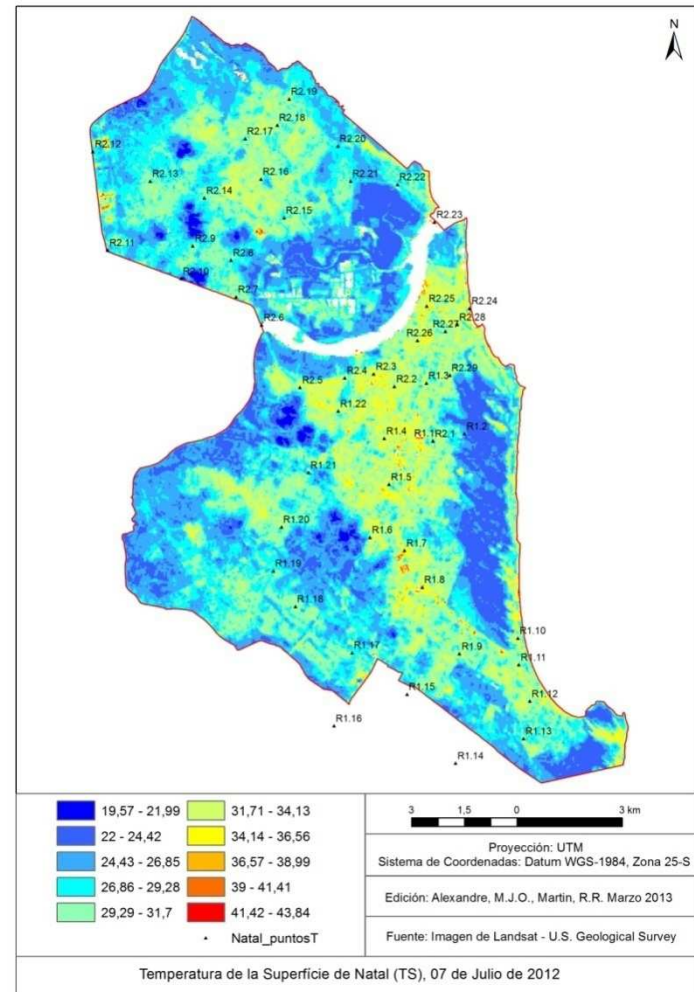 N
R2.19
R2.18
R2.17
R2.20
R2.12
R2.16
R2.21
R2.13
R2.22
R2.14
R2.15
R2.23
R2.9
R2.11
R2.8
R2.10
R2.7
R2.25
R2.24
R2.6
R2.28
R2.27
R2.26
R2.3
R2.4
R2.29
R2.5
R2.2
R1.3
R1.22
R1.2
R1.4
R1.1R2.1
R1.21
R1.5
R1.20
R1.6
R1.7
R1.19
R1.8
R1.18
R1.10
R1.17
R1.9
R1.11
R1.15
R1.12
R1.16
R1.13
R1.14
19,57 - 21,99
22 - 24,42
24,43 - 26,85
26,86 - 29,28
29,29 - 31,7
31,71 - 34,13
34,14 - 36,56
36,57 - 38,99
39 - 41,41
41,42 - 43,84
Natal_puntosT
3 1,5 0 3 km
Proyección: UTM
Sistema de Coordenadas: Datum WGS-1984, Zona 25-S
Edición: Alexandre, M.J.O., Martin, R.R. Marzo 2013
Fuente: Imagen de Landsat - U.S. Geological Survey
Temperatura de la Superfície de Natal (TS), 07 de Julio de 2012